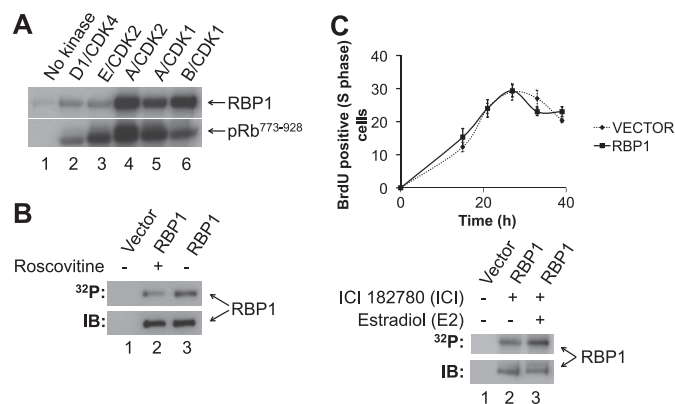 A
No kinase
D1/CDK4
E/CDK2
A/CDK2
A/CDK1
B/CDK1
RBP1
pRb773-928
1 2 3 4 5 6
B
Vector
RBP1
RBP1
Roscovitine - + -
32P:
RBP1
IB:
1 2 3
C
BrdU positive (S phase)
cells
40
30
20
10
0
0 20 40
Time (h)
VECTOR
RBP1
Vector
RBP1
RBP1
ICI 182780 (ICI) - + +
Estradiol (E2) - - +
32P:
RBP1
IB:
1 2 3